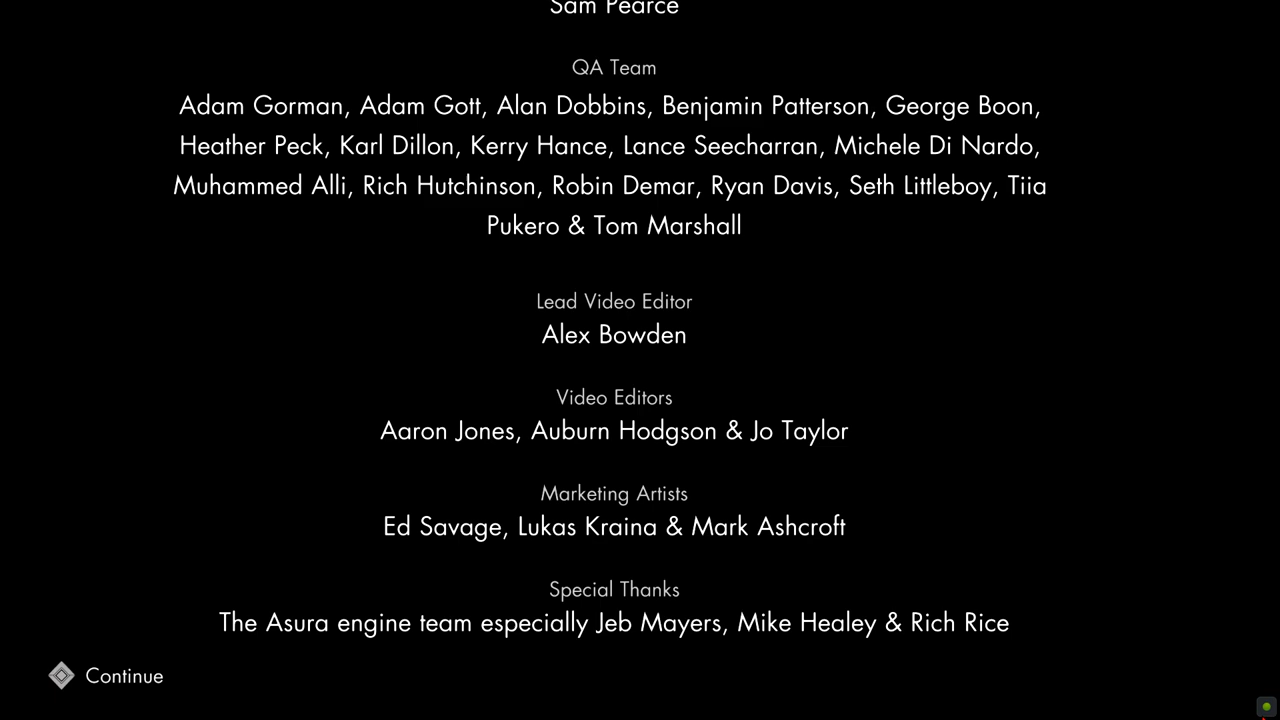 Sam Pearce
QA Team
Adam Gorman, Adam Gott, Alan Dobbins, Benjamin Patterson, George Boon,
Heather Peck, Karl Dillon, Kerry Hance, Lance Seecharran, Michele Di Nardo,
Muhammed Alli, Rich Hutchinson, Robin Demar, Ryan Davis, Seth Littleboy, Tiia
Pukero & Tom Marshall
Lead Video Editor
Alex Bowden
Video Editors
Aaron Jones, Auburn Hodgson & Jo Taylor
Marketing Artists
Ed Savage, Lukas Kraina & Mark Ashcroft
Special Thanks
The Asura engine team especially Jeb Mayers, Mike Healey & Rich Rice
Continue